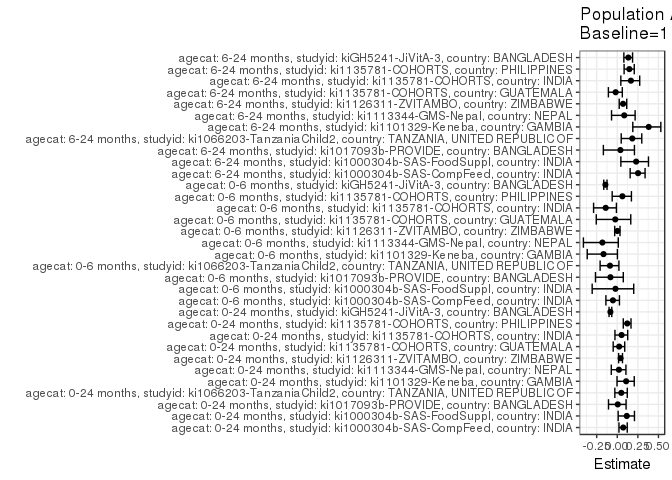 Population
Baseline=1
agecat: 6-24 months, studyid: kiGH5241-JiVitA-3, country: BANGLADESH
agecat: 6-24 months, studyid: ki1135781-COHORTS, country: PHILIPPINES
agecat: 6-24 months, studyid: ki1135781-COHORTS, country: INDIA
agecat: 6-24 months, studyid: ki1135781-COHORTS, country: GUATEMALA
agecat: 6-24 months, studyid: ki1126311-ZVITAMBO, country: ZIMBABWE
agecat: 6-24 months, studyid: ki1113344-GMS-Nepal, country: NEPAL
agecat: 6-24 months, studyid: ki1101329-Keneba, country: GAMBIA
agecat: 6-24 months, studyid: ki1066203-TanzaniaChild2, country: TANZANIA, UNITED REPUBLIC OF
agecat: 6-24 months, studyid: ki1017093b-PROVIDE, country: BANGLADESH
agecat: 6-24 months, studyid: ki1000304b-SAS-FoodSuppl, country: INDIA
agecat: 6-24 months, studyid: ki1000304b-SAS-CompFeed, country: INDIA
agecat: 0-6 months, studyid: kiGH5241-JiVitA-3, country: BANGLADESH
agecat: 0-6 months, studyid: ki1135781-COHORTS, country: PHILIPPINES
agecat: 0-6 months, studyid: ki1135781-COHORTS, country: INDIA
agecat: 0-6 months, studyid: ki1135781-COHORTS, country: GUATEMALA
agecat: 0-6 months, studyid: ki1126311-ZVITAMBO, country: ZIMBABWE
agecat: 0-6 months, studyid: ki1113344-GMS-Nepal, country: NEPAL
agecat: 0-6 months, studyid: ki1101329-Keneba, country: GAMBIA
agecat: 0-6 months, studyid: ki1066203-TanzaniaChild2, country: TANZANIA, UNITED REPUBLIC OF
agecat: 0-6 months, studyid: ki1017093b-PROVIDE, country: BANGLADESH
agecat: 0-6 months, studyid: ki1000304b-SAS-FoodSuppl, country: INDIA
agecat: 0-6 months, studyid: ki1000304b-SAS-CompFeed, country: INDIA
agecat: 0-24 months, studyid: kiGH5241-JiVitA-3, country: BANGLADESH
agecat: 0-24 months, studyid: ki1135781-COHORTS, country: PHILIPPINES
agecat: 0-24 months, studyid: ki1135781-COHORTS, country: INDIA
agecat: 0-24 months, studyid: ki1135781-COHORTS, country: GUATEMALA
agecat: 0-24 months, studyid: ki1126311-ZVITAMBO, country: ZIMBABWE
agecat: 0-24 months, studyid: ki1113344-GMS-Nepal, country: NEPAL
agecat: 0-24 months, studyid: ki1101329-Keneba, country: GAMBIA
agecat: 0-24 months, studyid: ki1066203-TanzaniaChild2, country: TANZANIA, UNITED REPUBLIC OF
agecat: 0-24 months, studyid: ki1017093b-PROVIDE, country: BANGLADESH
agecat: 0-24 months, studyid: ki1000304b-SAS-FoodSuppl, country: INDIA
agecat: 0-24 months, studyid: ki1000304b-SAS-CompFeed, country: INDIA
-0.25 0.00 0.25 0.50
Estimate